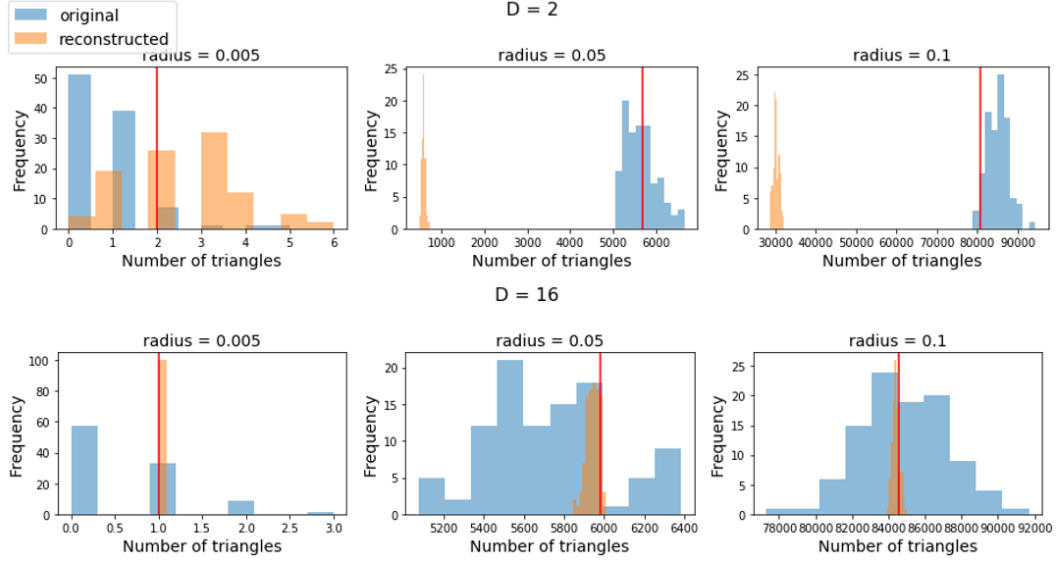 D = 2
original
reconstructed
radius = 0.005
radius = 0.05
radius = 0.1
50
40
30
20
10
0
Frequency
0 1 2 3 4 5 6
Number of triangles
25
20
15
10
5
0
Frequency
1000 2000 3000 4000 5000 6000
Number of triangles
25
20
15
10
5
0
Frequency
30000 40000 50000 60000 70000 80000 90000
Number of triangles
D = 16
radius = 0.005
radius = 0.05
radius = 0.1
100
80
60
40
20
0
Frequency
0.0 0.5 1.0 1.5 2.0 2.5 3.0
Number of triangles
20
15
10
5
0
Frequency
5200 5400 5600 5800 6000 6200 6400
Number of triangles
25
20
15
10
5
0
Frequency
78000 80000 82000 84000 86000 88000 90000 92000
Number of triangles